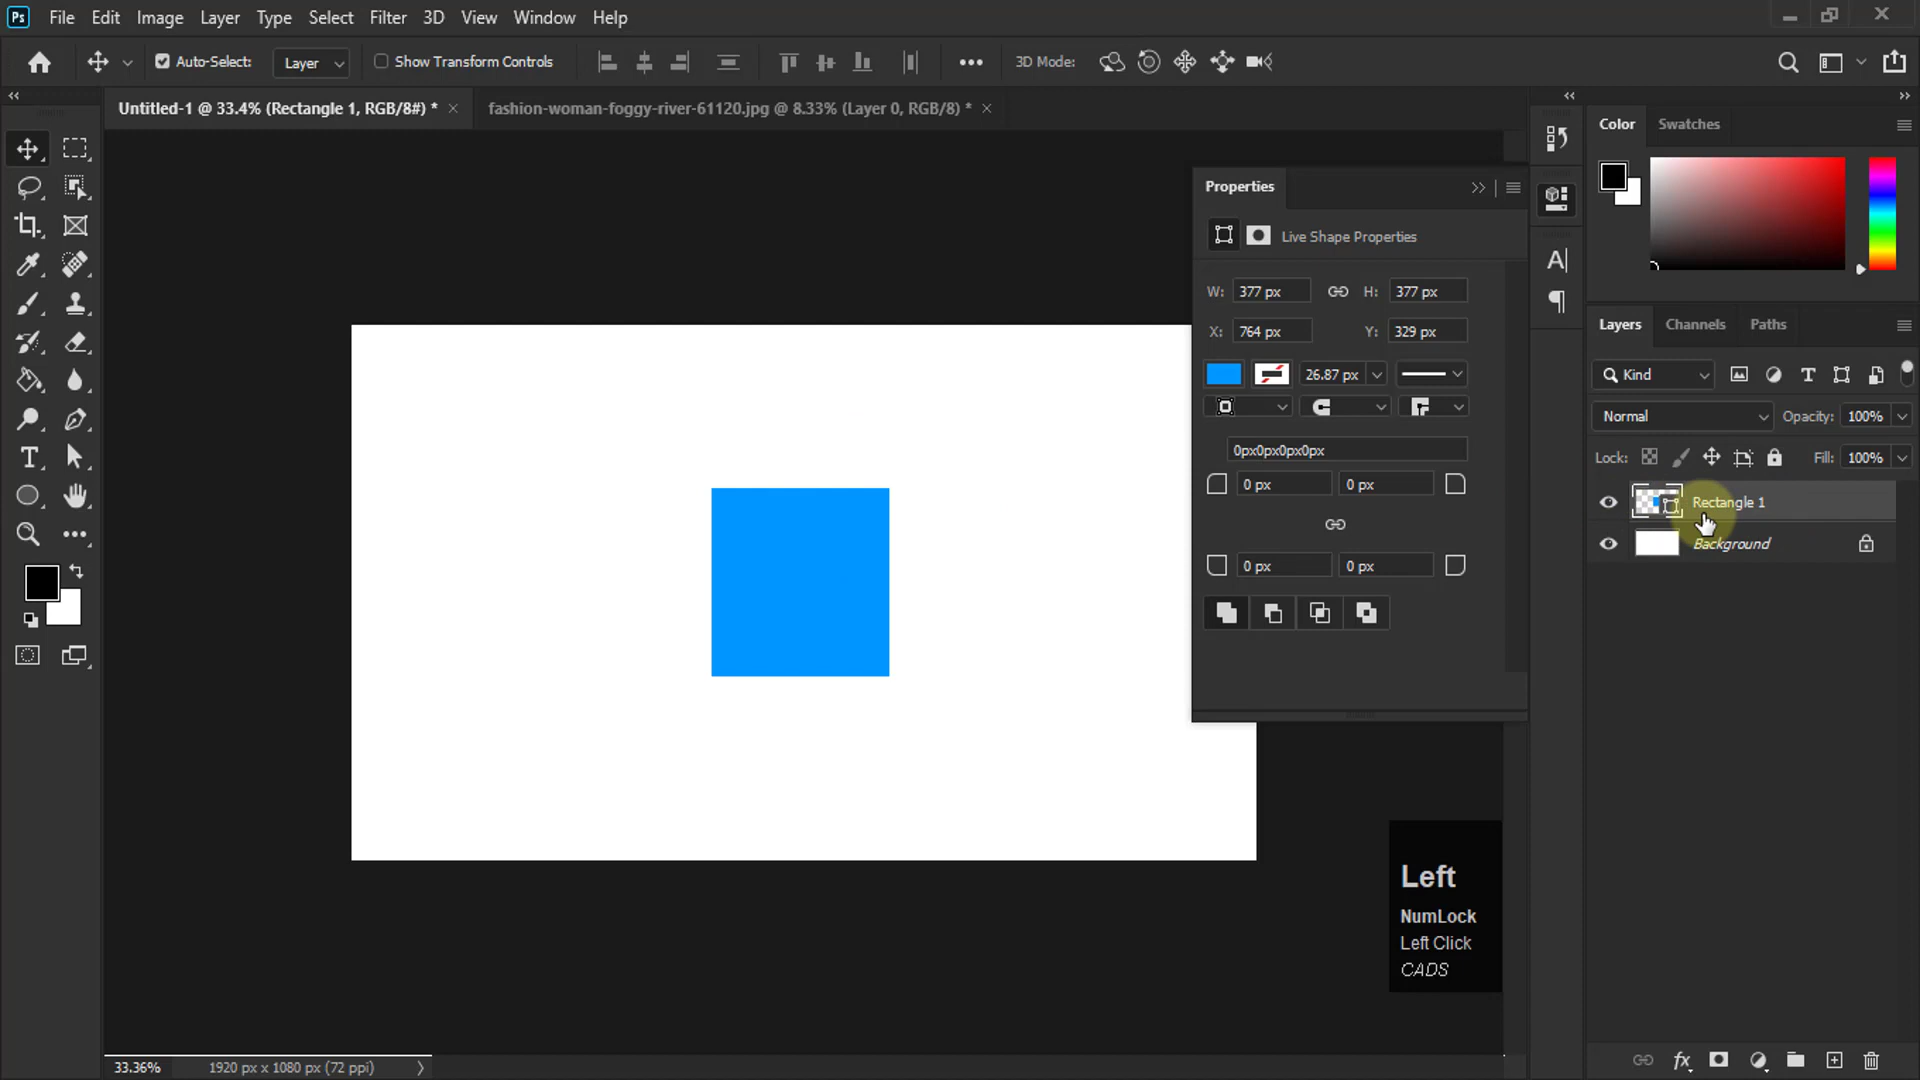 Ps File Edit Image Layer Type Select Filter 3D View Window Help
Auto-Select: Layer Show Transform Controls 3D Mode:
Untitled-1 @ 33.4% (Rectangle 1, RGB/8#) * fashion-woman-foggy-river-61120.jpg @ 8.33% (Layer 0, RGB/8) *
Color Swatches
Properties
Live Shape Properties
W: 377 px H: 377 px
X: 764 px Y: 329 px
26.87 px
0px0px0px0px
0 px 0 px
0 px 0 px
Layers Channels Paths
Kind
Normal Opacity: 100%
Lock: Fill: 100%
Rectangle 1
Background
Left
NumLock
Left Click
CADS
33.36% 1920 px x 1080 px (72 ppi)